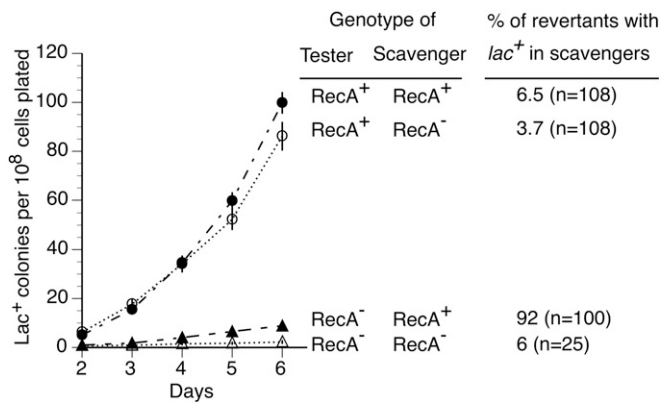 Genotype of % of revertants with
Tester Scavenger lac⁺ in scavengers
120
RecA⁺ RecA⁺ 6.5 (n=108)
100
RecA⁺ RecA⁻ 3.7 (n=108)
80
60
40
20
RecA⁻ RecA⁺ 92 (n=100)
0 RecA⁻ RecA⁻ 6 (n=25)
2 3 4 5 6
Days
Lac⁺ colonies per 10⁸ cells plated